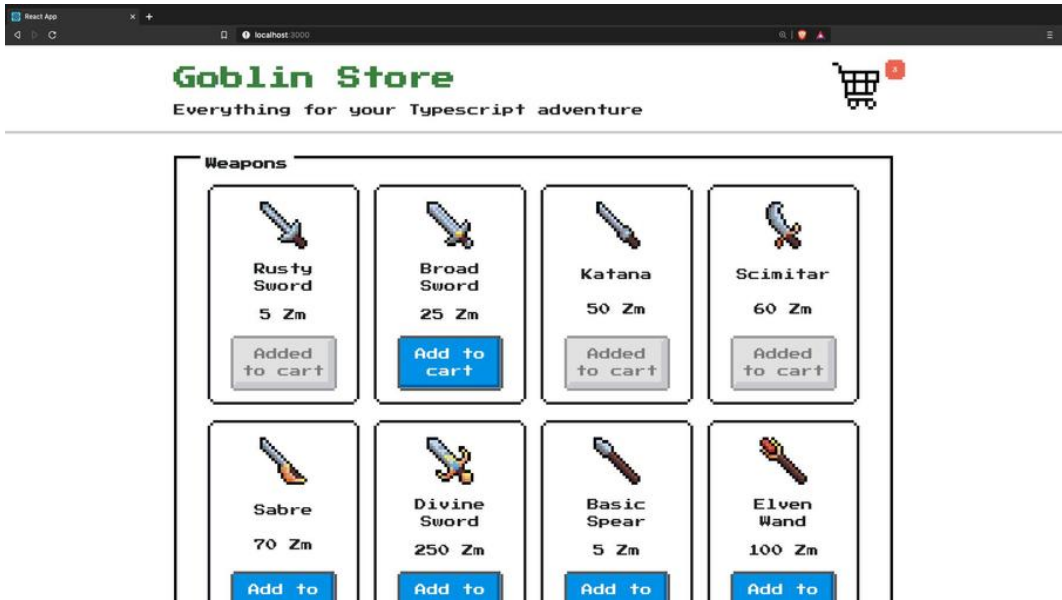 React App
localhost:3000
Goblin Store
3
Everything for your Typescript adventure
Weapons
Rusty
Sword
5 Zm
Added
to cart
Broad
Sword
25 Zm
Add to
cart
Katana
50 Zm
Added
to cart
Scimitar
60 Zm
Added
to cart
Sabre
70 Zm
Add to
Divine
Sword
250 Zm
Add to
Basic
Spear
5 Zm
Add to
Elven
Wand
100 Zm
Add to